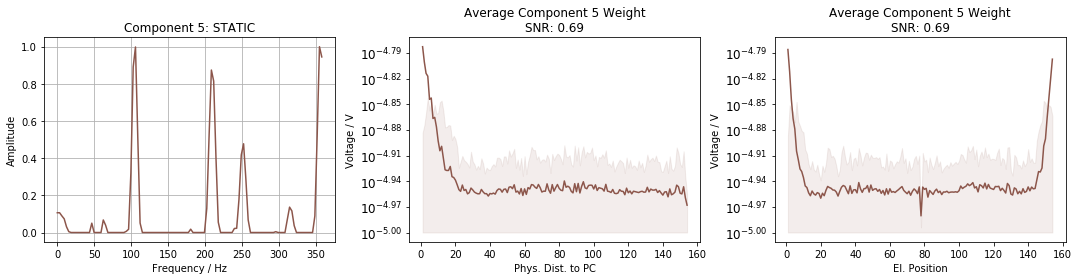 Component 5: STATIC
Amplitude
1.0
0.8
0.6
0.4
0.2
0.0
0 50 100 150 200 250 300 350
Frequency / Hz
Average Component 5 Weight
SNR: 0.69
Voltage / V
10^−4.79
10^−4.82
10^−4.85
10^−4.88
10^−4.91
10^−4.94
10^−4.97
10^−5.00
0 20 40 60 80 100 120 140 160
Phys. Dist. to PC
Average Component 5 Weight
SNR: 0.69
Voltage / V
10^−4.79
10^−4.82
10^−4.85
10^−4.88
10^−4.91
10^−4.94
10^−4.97
10^−5.00
0 20 40 60 80 100 120 140 160
El. Position